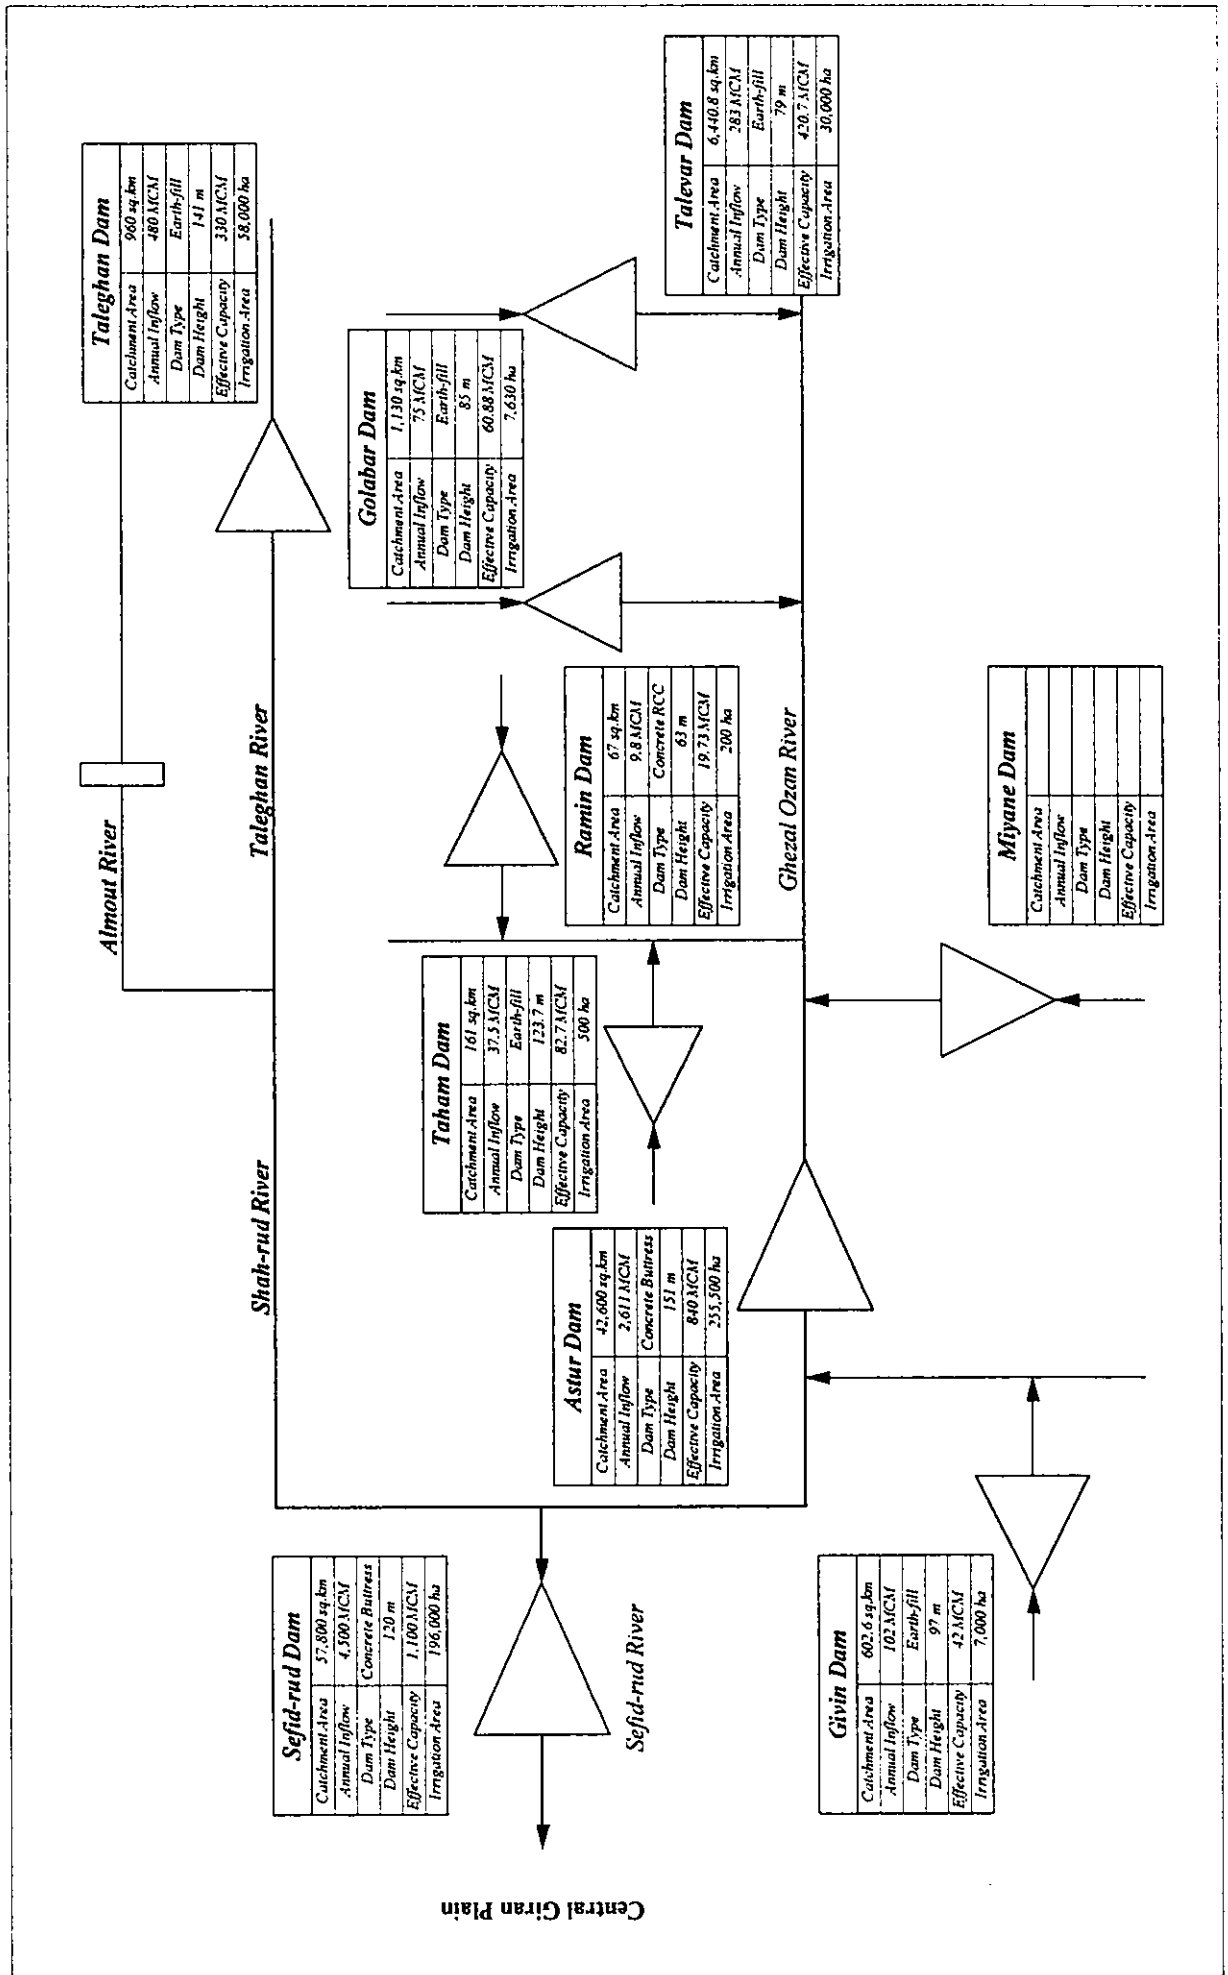 Taleghan Dam
Catchment Area 960 sq.km
Annual Inflow 480 MCM
Dam Type Earth-fill
Dam Height 141 m
Effective Capacity 330 MCM
Irrigation Area 58,000 ha
Almout River
Taleghan River
Shah-rud River
Golabar Dam
Catchment Area 1,130 sq.km
Annual Inflow 75 MCM
Dam Type Earth-fill
Dam Height 85 m
Effective Capacity 60.88 MCM
Irrigation Area 7,630 ha
Talevar Dam
Catchment Area 6,440.8 sq.km
Annual Inflow 283 MCM
Dam Type Earth-fill
Dam Height 79 m
Effective Capacity 420.7 MCM
Irrigation Area 30,000 ha
Sefid-rud Dam
Catchment Area 57,800 sq.km
Annual Inflow 4,500 MCM
Dam Type Concrete Buttress
Dam Height 120 m
Effective Capacity 1,100 MCM
Irrigation Area 196,000 ha
Taham Dam
Catchment Area 161 sq.km
Annual Inflow 37.5 MCM
Dam Type Earth-fill
Dam Height 123.7 m
Effective Capacity 82.7 MCM
Irrigation Area 500 ha
Ramin Dam
Catchment Area 67 sq.km
Annual Inflow 9.8 MCM
Dam Type Concrete RCC
Dam Height 63 m
Effective Capacity 19.73 MCM
Irrigation Area 200 ha
Astur Dam
Catchment Area 42,600 sq.km
Annual Inflow 2,611 MCM
Dam Type Concrete Buttress
Dam Height 151 m
Effective Capacity 840 MCM
Irrigation Area 255,500 ha
Central Giran Plain
Sefid-rud River
Ghezal Ozan River
Givin Dam
Catchment Area 602.6 sq.km
Annual Inflow 102 MCM
Dam Type Earth-fill
Dam Height 97 m
Effective Capacity 42 MCM
Irrigation Area 7,000 ha
Miyane Dam
Catchment Area
Annual Inflow
Dam Type
Dam Height
Effective Capacity
Irrigation Area